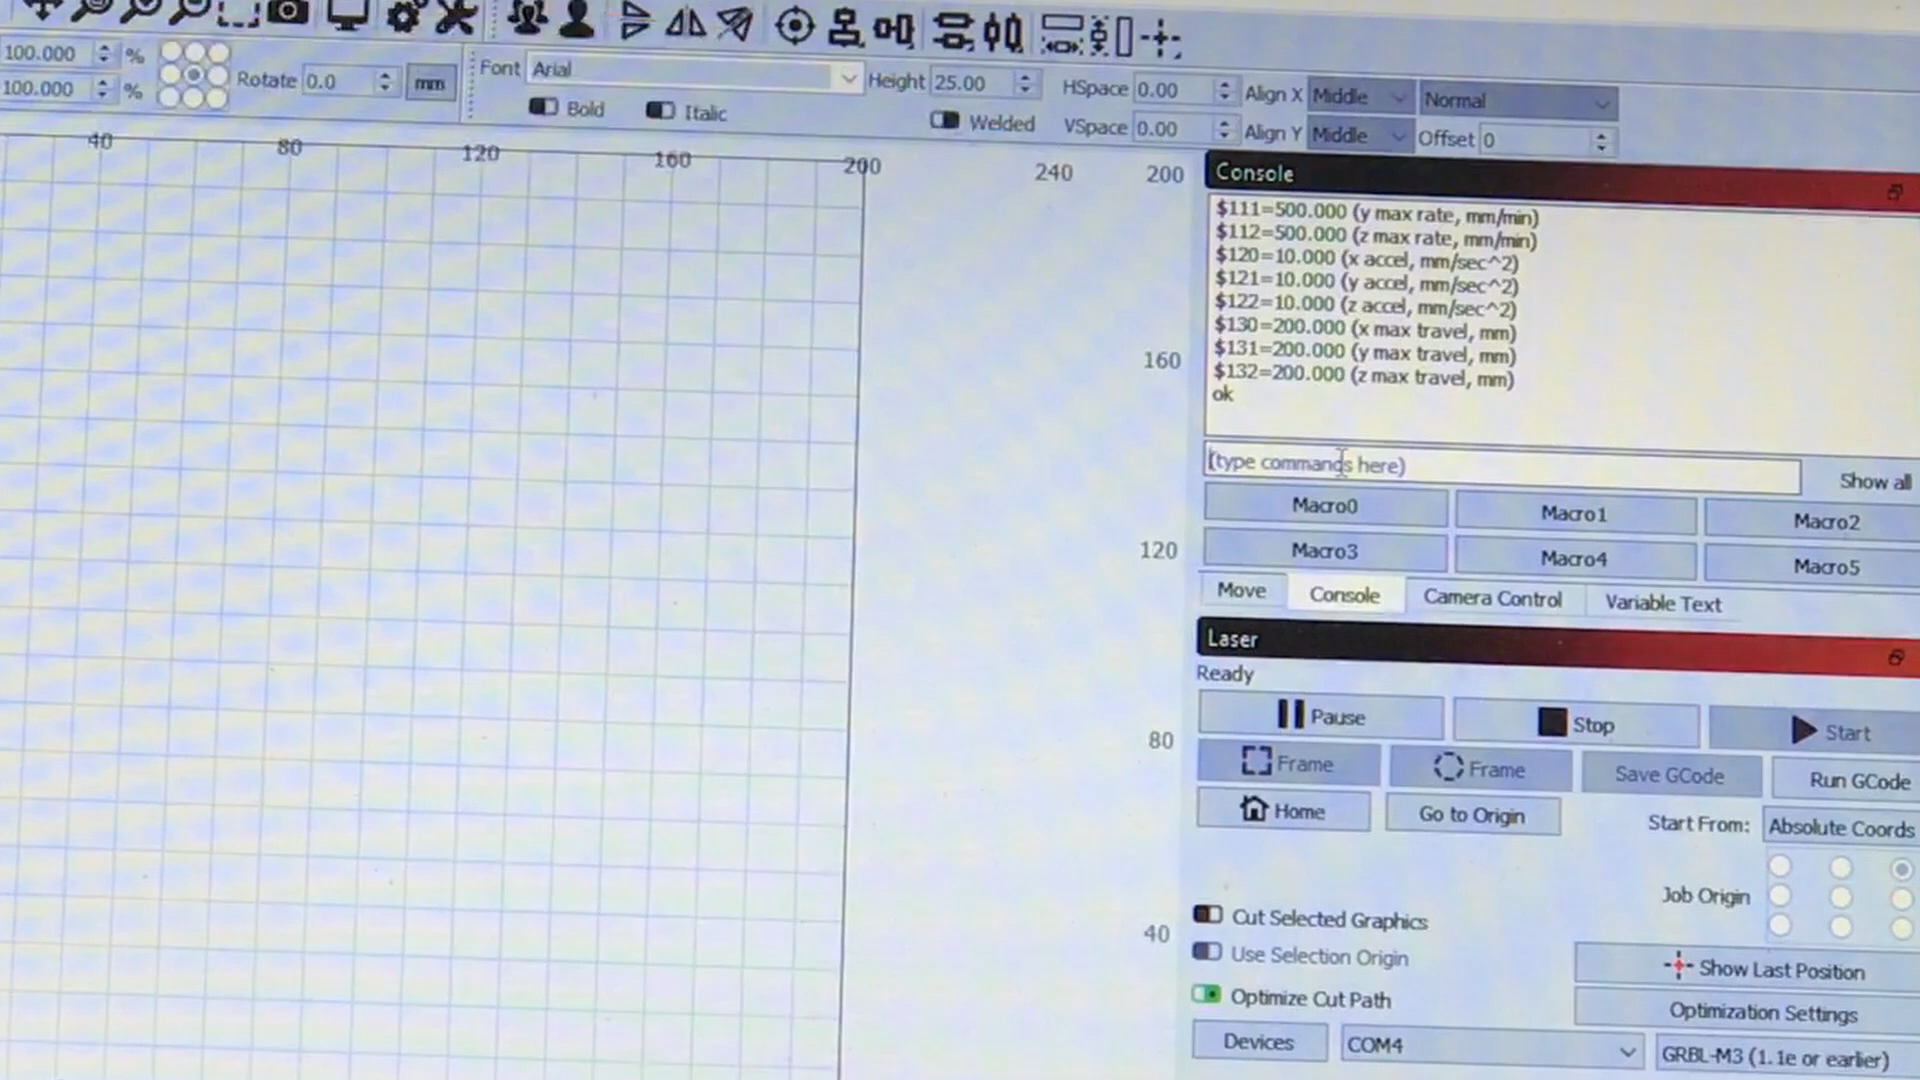 100.000 %
100.000 %
Rotate 0.0 mm
Font Arial
Bold Italic
Height 25.00
Welded
HSpace 0.00
VSpace 0.00
Align X Middle
Align Y Middle
Normal
Offset 0
40 80 120 160 200 240
200
160
120
80
40
Console
$111=500.000 (y max rate, mm/min)
$112=500.000 (z max rate, mm/min)
$120=10.000 (x accel, mm/sec^2)
$121=10.000 (y accel, mm/sec^2)
$122=10.000 (z accel, mm/sec^2)
$130=200.000 (x max travel, mm)
$131=200.000 (y max travel, mm)
$132=200.000 (z max travel, mm)
ok
(type commands here)
Show all
Macro0 Macro1 Macro2
Macro3 Macro4 Macro5
Move Console Camera Control Variable Text
Laser
Ready
Pause Stop Start
Frame Frame Save GCode Run GCode
Home Go to Origin
Start From: Absolute Coords
Job Origin
Cut Selected Graphics
Use Selection Origin
Optimize Cut Path
Show Last Position
Optimization Settings
Devices COM4 GRBL-M3 (1.1e or earlier)